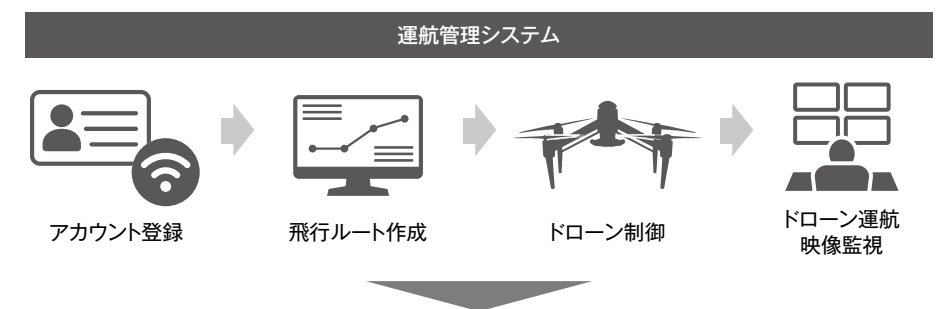 運航管理システム
アカウント登録
飛行ルート作成
ドローン制御
ドローン運航
映像監視